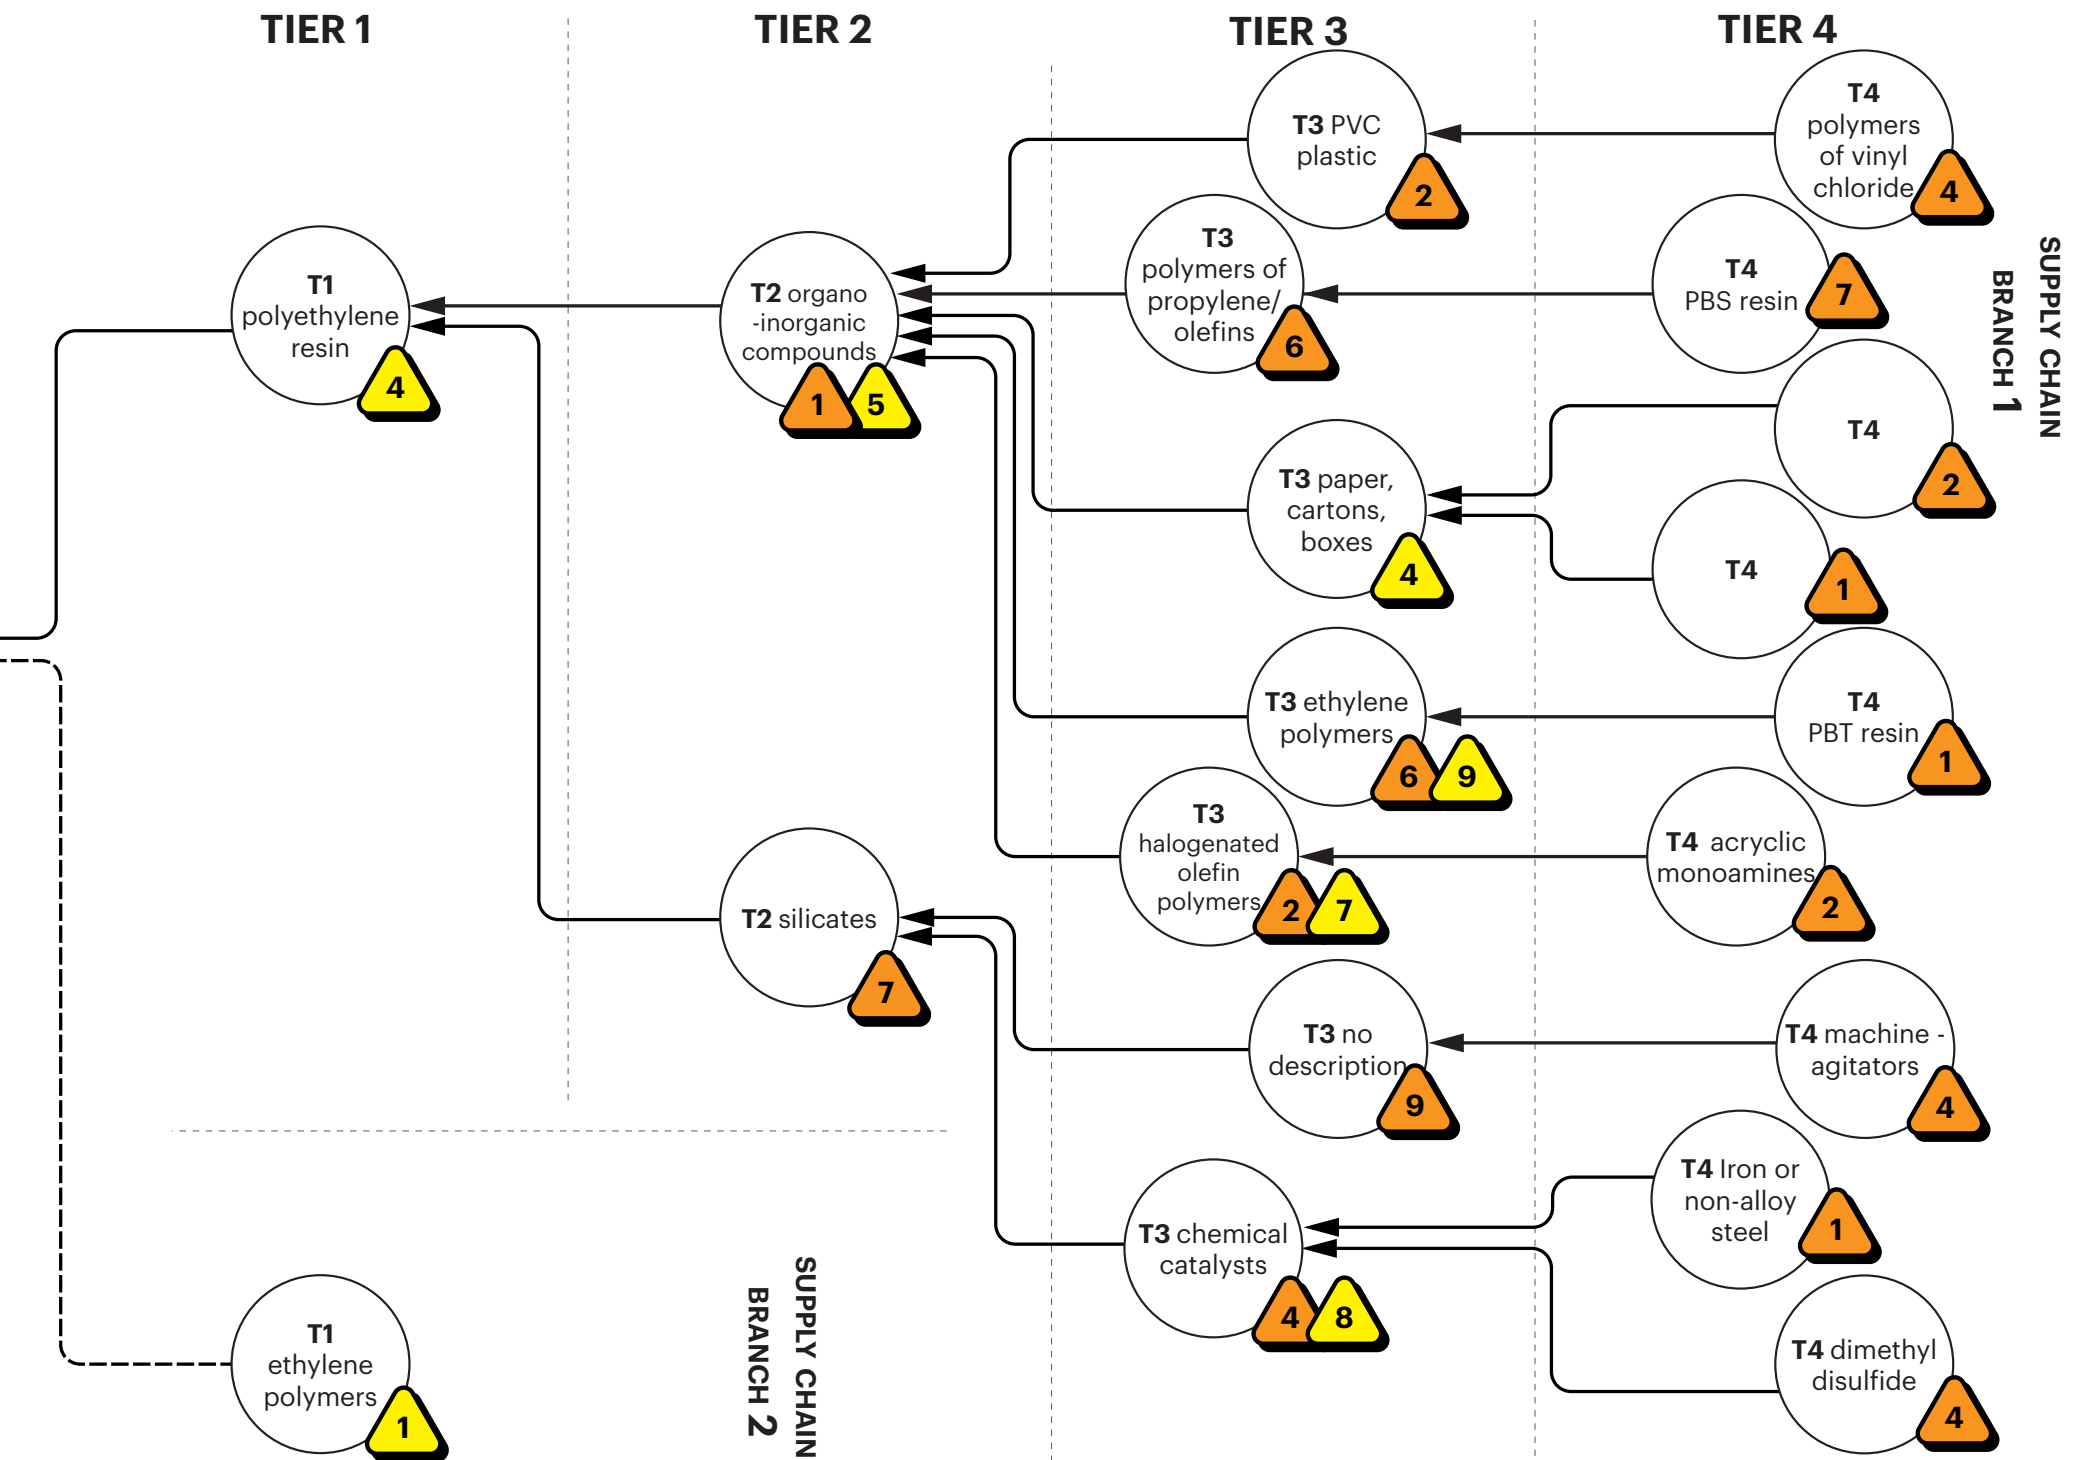 TIER 1
TIER 2
TIER 3
TIER 4
T1
polyethylene
resin
4
T2 organo
-inorganic
compounds
1
5
T3 PVC
plastic
2
T4
polymers
of vinyl
chloride
4
T3
polymers of
propylene/
olefins
6
T4
PBS resin
7
SUPPLY CHAIN
BRANCH 1
T3 paper,
cartons,
boxes
4
T4
2
T4
1
T3 ethylene
polymers
6
9
T4
PBT resin
1
T3
halogenated
olefin
polymers
2
7
T4 acryclic
monoamines
2
T2 silicates
7
T3 no
description
9
T4 machine -
agitators
4
T3 chemical
catalysts
4
8
T4 Iron or
non-alloy
steel
1
T4 dimethyl
disulfide
4
T1
ethylene
polymers
1
SUPPLY CHAIN
BRANCH 2